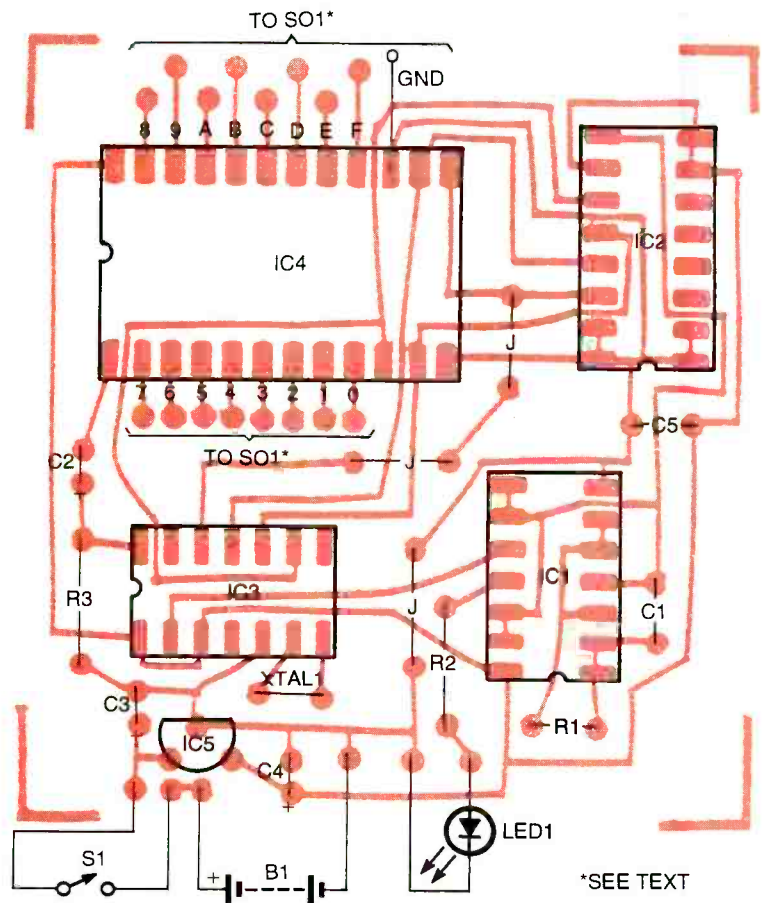 TO SO1*
GND
8 9 A B C D E F
IC4
IC2
J
7 6 5 4 3 2 1 0
TO SO1*
C2
J
C5
IC3
IC1
R3
J
R2
C1
XTAL1
C3
IC5
C4
R1
+
+
LED1
S1
+
B1
*SEE TEXT